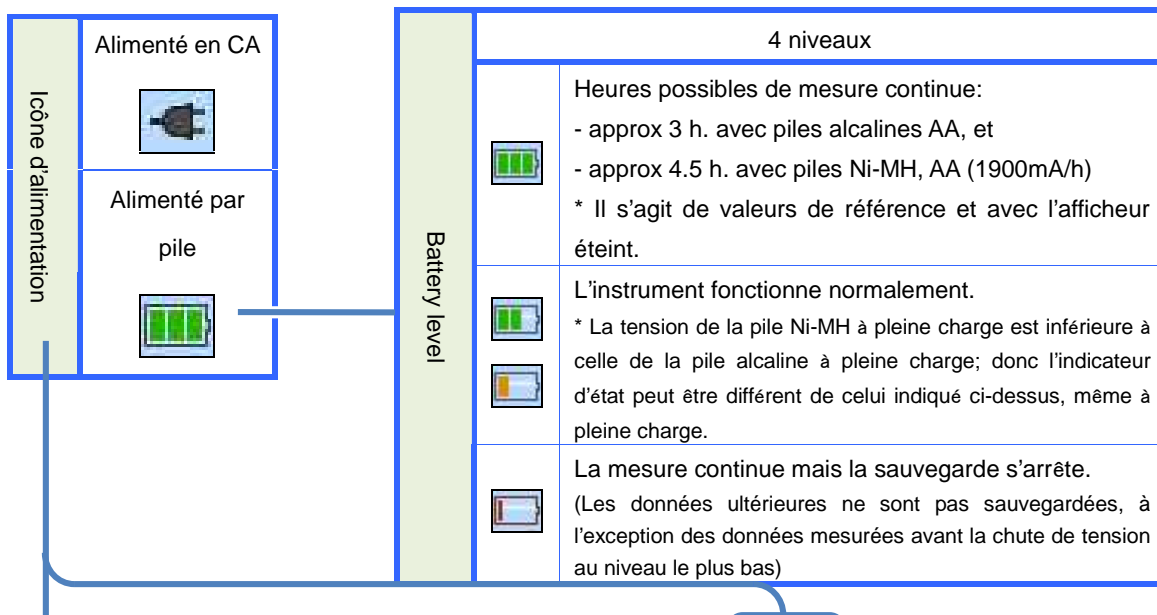 Icône d'alimentation
Alimenté en CA
Alimenté par
pile
Battery level
4 niveaux
Heures possibles de mesure continue:
- approx 3 h. avec piles alcalines AA, et
- approx 4.5 h. avec piles Ni-MH, AA (1900mA/h)
* Il s'agit de valeurs de référence et avec l'afficheur
éteint.
L'instrument fonctionne normalement.
* La tension de la pile Ni-MH à pleine charge est inférieure à
celle de la pile alcaline à pleine charge; donc l'indicateur
d'état peut être différent de celui indiqué ci-dessus, même à
pleine charge.
La mesure continue mais la sauvegarde s'arrête.
(Les données ultérieures ne sont pas sauvegardées, à
l'exception des données mesurées avant la chute de tension
au niveau le plus bas)